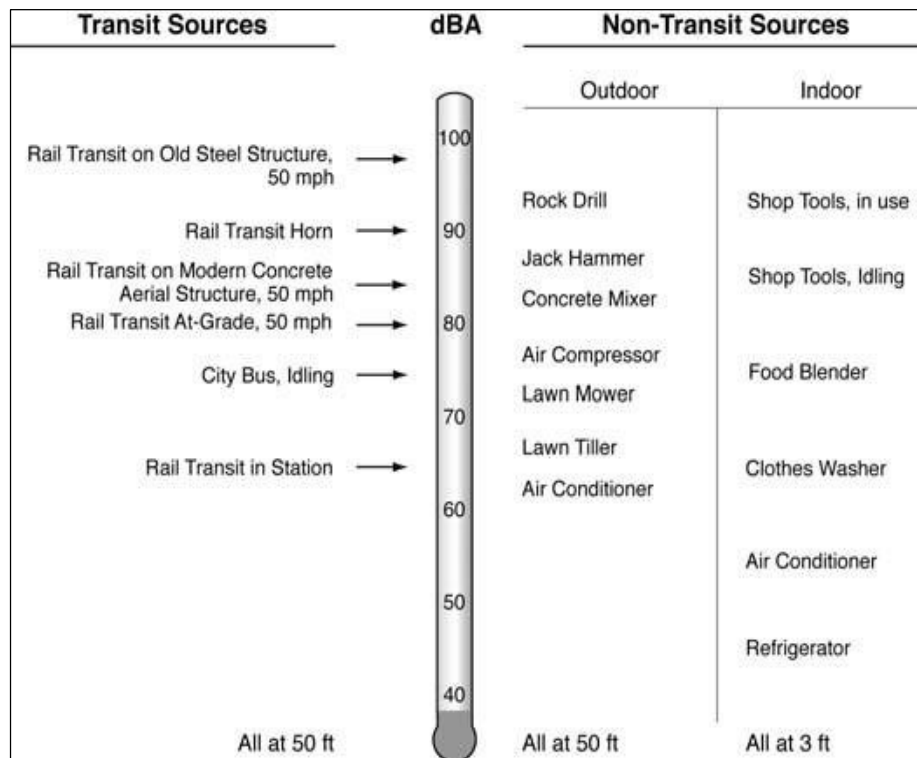 Transit Sources
dBA
Non-Transit Sources
Outdoor
Indoor
Rail Transit on Old Steel Structure,
50 mph
Rail Transit Horn
Rail Transit on Modern Concrete
Aerial Structure, 50 mph
Rail Transit At-Grade, 50 mph
City Bus, Idling
Rail Transit in Station
All at 50 ft
100
90
80
70
60
50
40
Rock Drill
Jack Hammer
Concrete Mixer
Air Compressor
Lawn Mower
Lawn Tiller
Air Conditioner
All at 50 ft
Shop Tools, in use
Shop Tools, Idling
Food Blender
Clothes Washer
Air Conditioner
Refrigerator
All at 3 ft